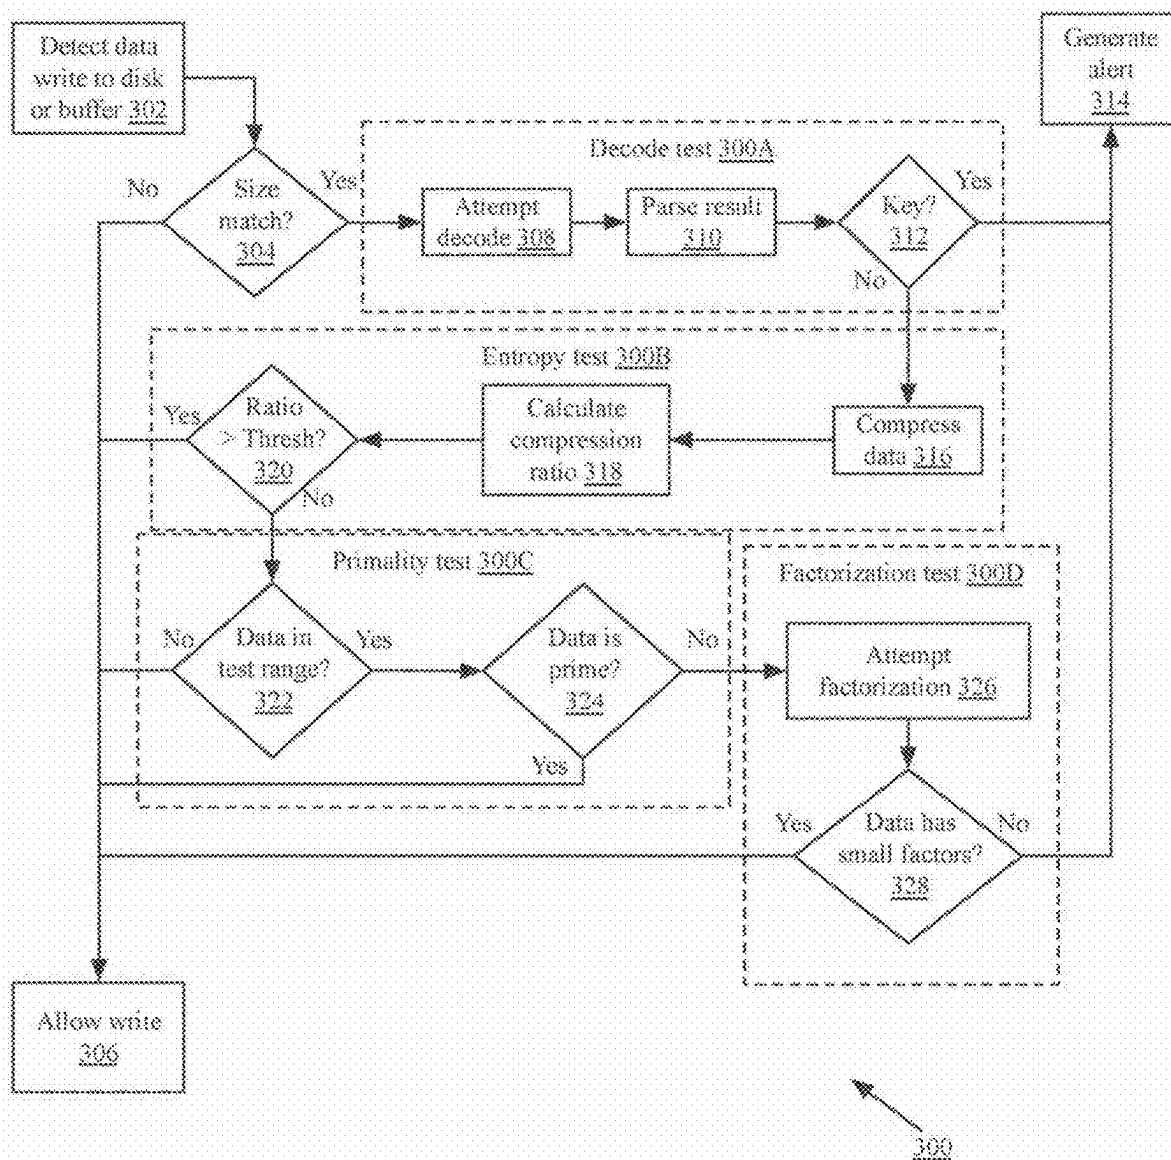 Detect data
write to disk
or buffer 302
Generate
alert
314
Decode test 300A
No
Size
match?
304
Yes
Attempt
decode 308
Parse result
310
Key?
312
Yes
No
Entropy test 300B
Yes
Ratio
> Thresh?
320
No
Calculate
compression
ratio 318
Compress
data 316
Primality test 300C
No
Data in
test range?
322
Yes
Data is
prime?
324
No
Yes
Factorization test 300D
Attempt
factorization 326
Yes
Data has
small factors?
328
No
Allow write
306
300